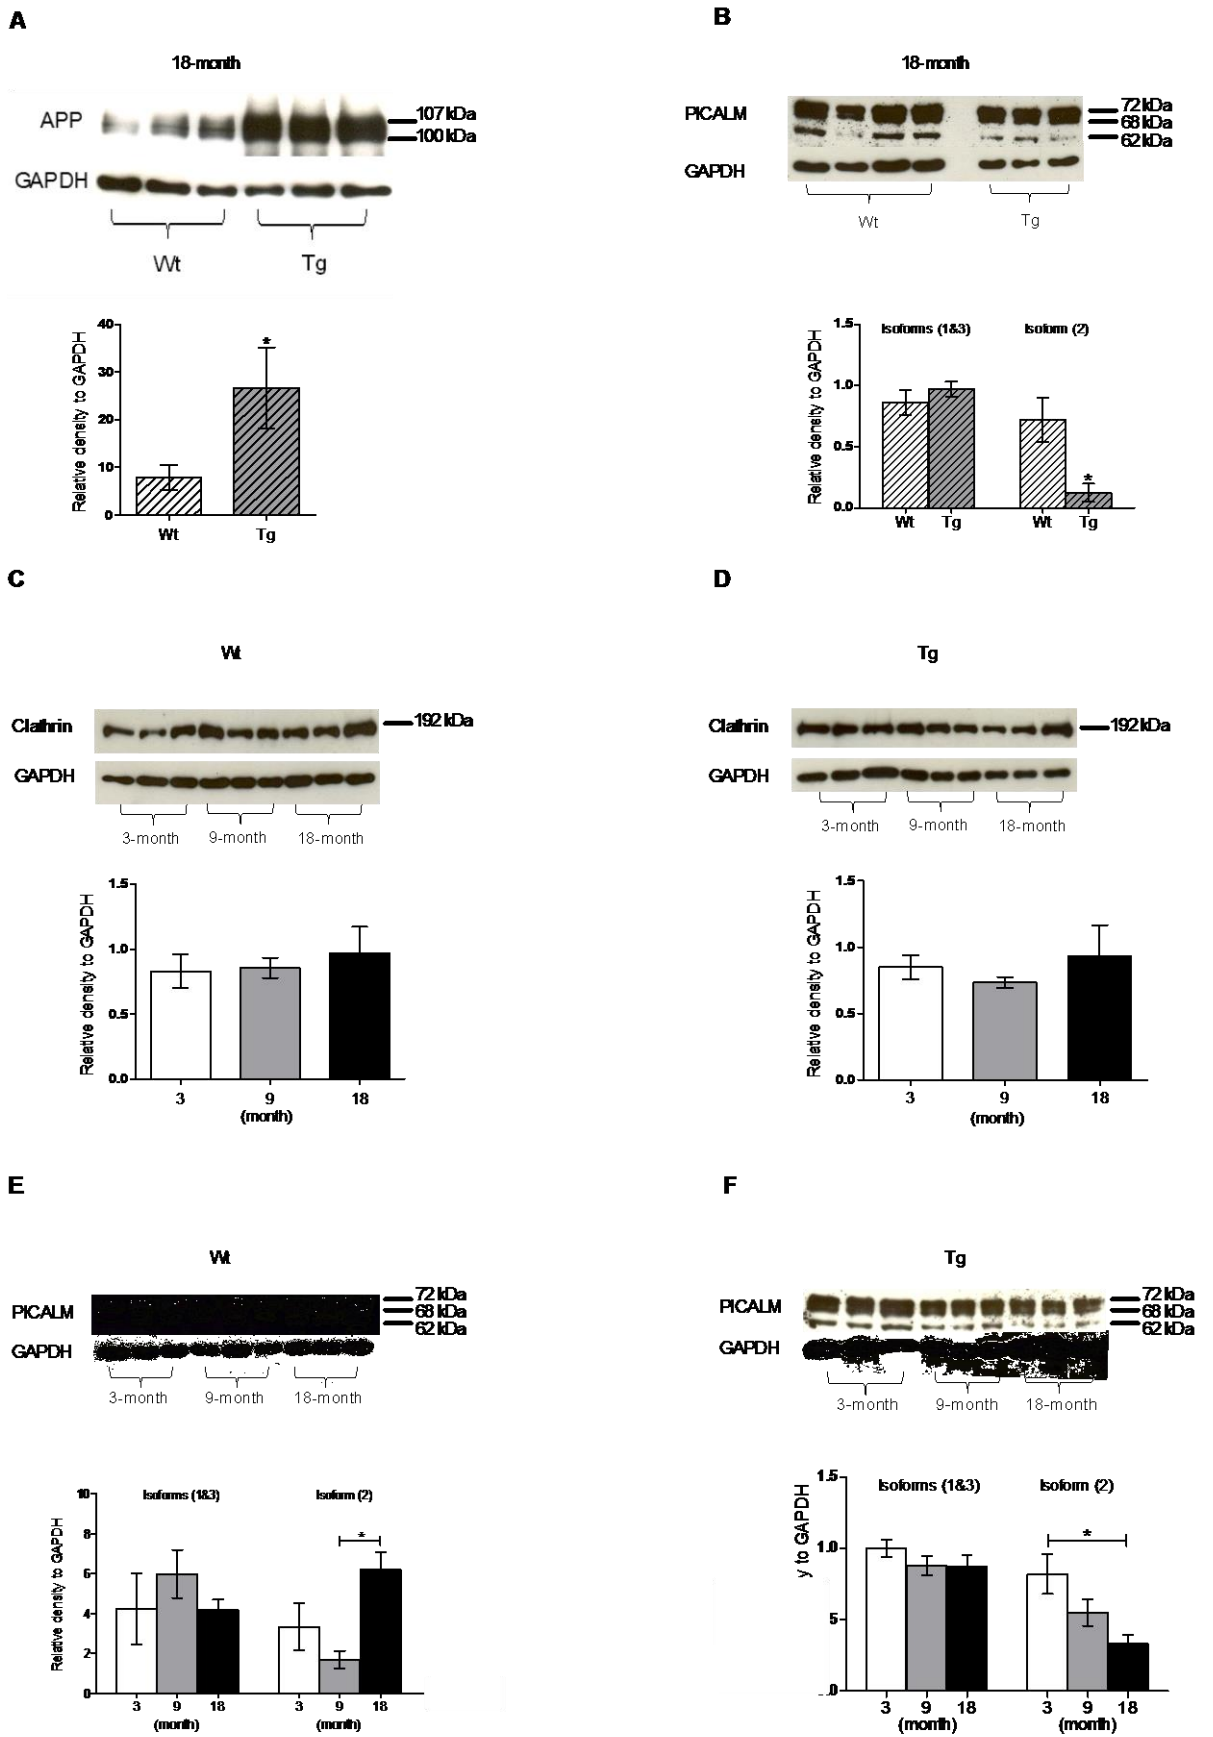 A
18-month
APP
107 kDa
100 kDa
GAPDH
Wt
Tg
Relative density to GAPDH
40
30
20
10
0
*
Wt
Tg
B
18-month
PICALM
72 kDa
68 kDa
62 kDa
GAPDH
Wt
Tg
Relative density to GAPDH
1.5
1.0
0.5
0.0
Isoforms (1&3)
Isoform (2)
*
Wt
Tg
Wt
Tg
C
Wt
Clathrin
192 kDa
GAPDH
3-month
9-month
18-month
Relative density to GAPDH
1.5
1.0
0.5
0.0
3
9
18
(month)
D
Tg
Clathrin
192 kDa
GAPDH
3-month
9-month
18-month
Relative density to GAPDH
1.5
1.0
0.5
0.0
3
9
18
(month)
E
Wt
PICALM
72 kDa
68 kDa
62 kDa
GAPDH
3-month
9-month
18-month
Relative density to GAPDH
10
8
6
4
2
0
Isoforms (1&3)
Isoform (2)
*
3
9
18
(month)
3
9
18
(month)
F
Tg
PICALM
72 kDa
68 kDa
62 kDa
GAPDH
3-month
9-month
18-month
y to GAPDH
1.5
1.0
5
.0
Isoforms (1&3)
Isoform (2)
*
3
9
18
(month)
3
9
18
(month)